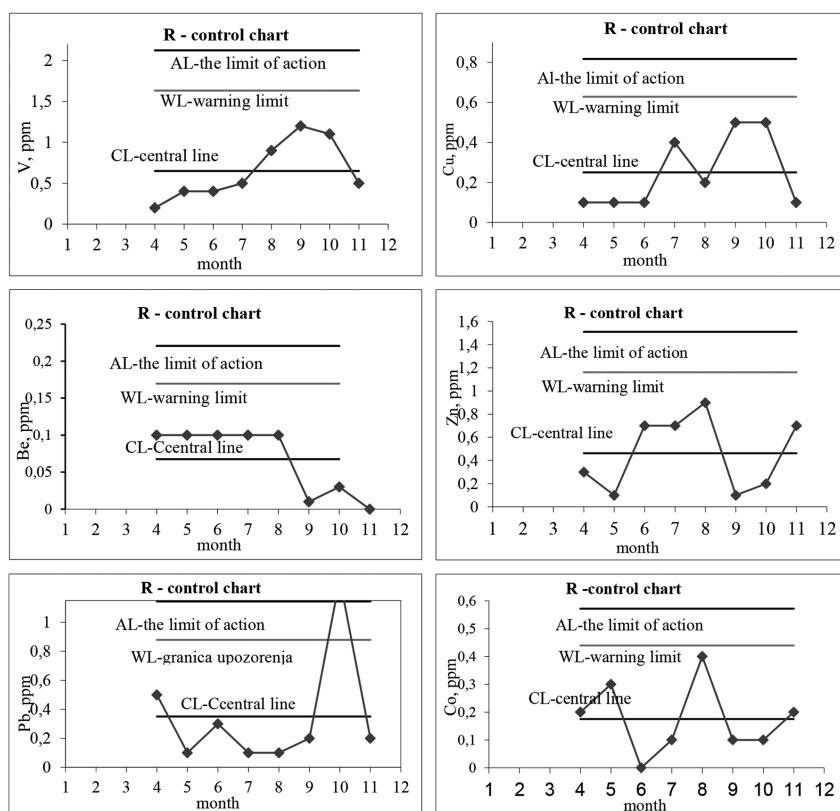 R - control chart
2
AL-the limit of action
WL-warning limit
1,5
V, ppm
1
CL-central line
0,5
0
1 2 3 4 5 6 7 8 9 10 11 12
month
R - control chart
0,8
Al-the limit of action
0,6
WL-warning limit
Cu, ppm
0,4
CL-central line
0,2
0
1 2 3 4 5 6 7 8 9 10 11 12
month
R - control chart
0,25
0,2
AL-the limit of action
0,15
WL-warning limit
Be, ppm
0,1
CL-Ccentral line
0,05
0
1 2 3 4 5 6 7 8 9 10 11 12
month
R - control chart
1,6
1,4
AL-the limit of action
1,2
WL-warning limit
1
Zn, ppm
0,8
CL-central line
0,6
0,4
0,2
0
1 2 3 4 5 6 7 8 9 10 11 12
month
R - control chart
1
AL-the limit of action
0,8
WL-granica upozorenja
Pb, ppm
0,6
CL-Ccentral line
0,4
0,2
0
1 2 3 4 5 6 7 8 9 10 11 12
month
R -control chart
0,6
0,5
AL-the limit of action
0,4
WL-warning limit
Co, ppm
0,3
CL-central line
0,2
0,1
0
1 2 3 4 5 6 7 8 9 10 11 12
month